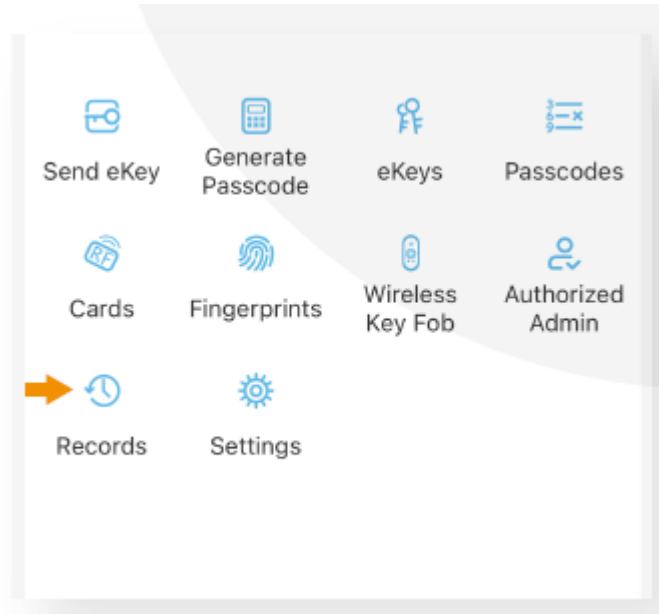 Send eKey
Generate
Passcode
eKeys
Passcodes
Cards
Fingerprints
Wireless
Key Fob
Authorized
Admin
Records
Settings